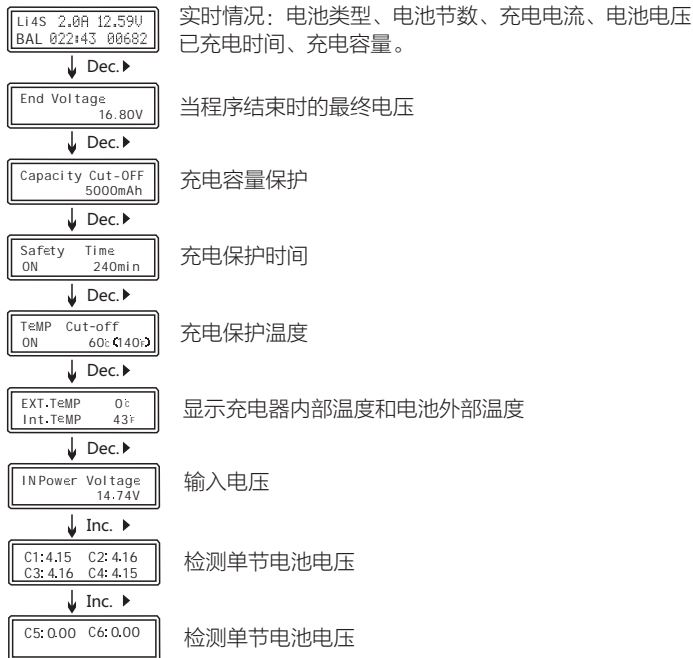 Li4S 2.0A 12.59V
BAL 022:43 00682
实时情况：电池类型、电池节数、充电电流、电池电压
已充电时间、充电容量。
Dec.▶
End Voltage
16.80V
当程序结束时的最终电压
Dec.▶
Capacity Cut-OFF
5000mAh
充电容量保护
Dec.▶
Safety Time
ON 240min
充电保护时间
Dec.▶
TeMP Cut-off
ON 60℃(140℉)
充电保护温度
Dec.▶
EXT.TeMP 0℃
Int.TeMP 43℉
显示充电器内部温度和电池外部温度
Dec.▶
INPower Voltage
14.74V
输入电压
Inc. ▶
C1:4.15 C2:4.16
C3:4.16 C4:4.15
检测单节电池电压
Inc. ▶
C5:0.00 C6:0.00
检测单节电池电压